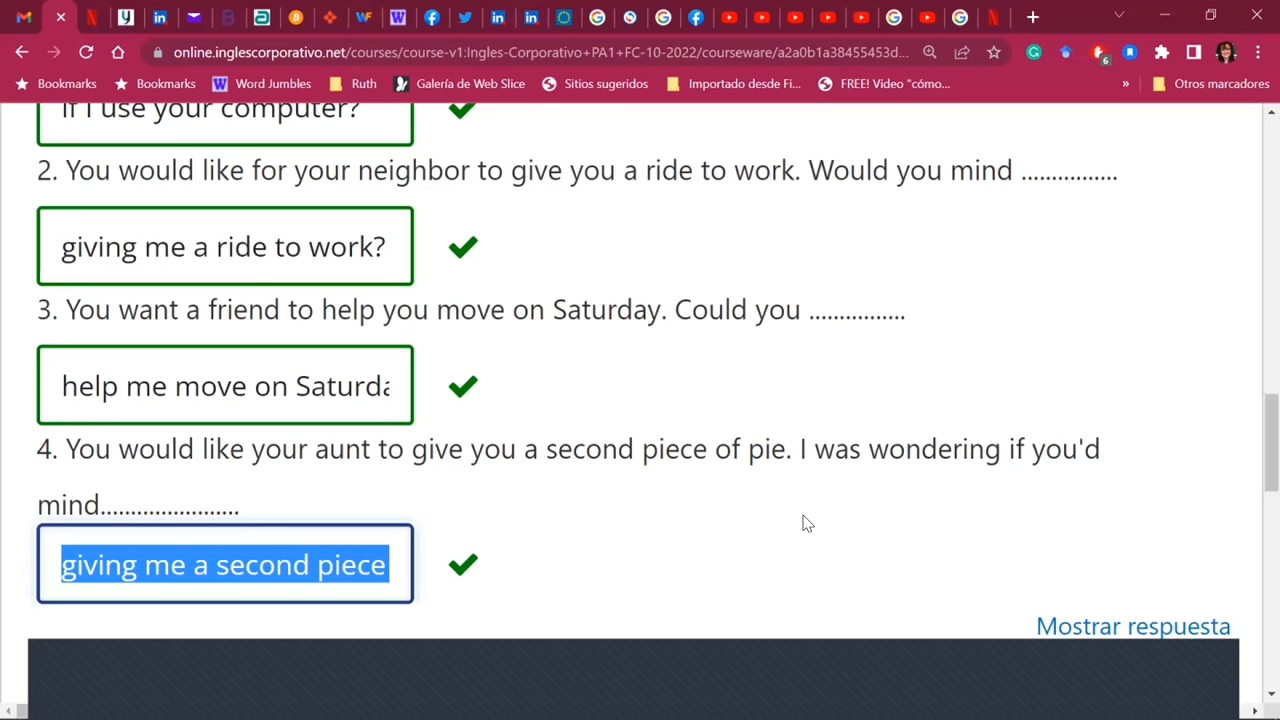 online.inglescorporativo.net/courses/course-v1:Ingles-Corporativo+PA1+FC-10-2022/courseware/a2a0b1a38455453d...
6
Bookmarks
Bookmarks
Word Jumbles
Ruth
Galería de Web Slice
Sitios sugeridos
Importado desde Fi...
FREE! Video "cómo...
»
Otros marcadores
if I use your computer?
2. You would like for your neighbor to give you a ride to work. Would you mind ................
giving me a ride to work?
3. You want a friend to help you move on Saturday. Could you ................
help me move on Saturda
4. You would like your aunt to give you a second piece of pie. I was wondering if you'd
mind.......................
giving me a second piece
Mostrar respuesta